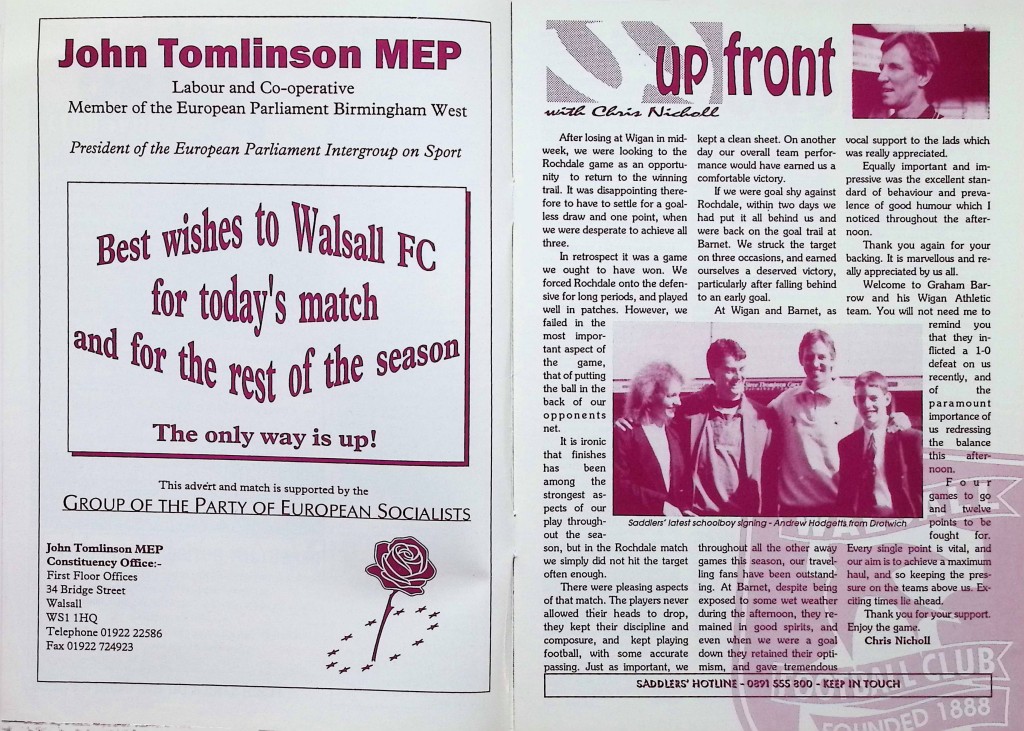 John Tomlinson MEP
Labour and Co-operative
Member of the European Parliament Birmingham West
President of the European Parliament Intergroup on Sport
Best wishes to Walsall FC
for today's match
and for the rest of the season
The only way is up!
This advert and match is supported by the
GROUP OF THE PARTY OF EUROPEAN SOCIALISTS
John Tomlinson MEP
Constituency Office:-
First Floor Offices
34 Bridge Street
Walsall
WS1 1HQ
Telephone 01922 22586
Fax 01922 724923
up front
with Chris Nicholl
After losing at Wigan in mid-
week, we were looking to the
Rochdale game as an opportu-
nity to return to the winning
trail. It was disappointing there-
fore to have to settle for a goal-
less draw and one point, when
we were desperate to achieve all
three.
In retrospect it was a game
we ought to have won. We
forced Rochdale onto the defen-
sive for long periods, and played
well in patches. However, we
failed in the
most impor-
tant aspect of
the game,
that of putting
the ball in the
back of our
opponents
net.
It is ironic
that finishes
has been
among the
strongest as-
pects of our
play through-
out the sea-
son, but in the Rochdale match
we simply did not hit the target
often enough.
There were pleasing aspects
of that match. The players never
allowed their heads to drop,
they kept their discipline and
composure, and kept playing
football, with some accurate
passing. Just as important, we
kept a clean sheet. On another
day our overall team perfor-
mance would have earned us a
comfortable victory.
If we were goal shy against
Rochdale, within two days we
had put it all behind us and
were back on the goal trail at
Barnet. We struck the target
on three occasions, and earned
ourselves a deserved victory,
particularly after falling behind
to an early goal.
At Wigan and Barnet, as
Saddlers' latest schoolboy signing - Andrew Hodgetts from Droitwich
throughout all the other away
games this season, our travel-
ling fans have been outstand-
ing. At Barnet, despite being
exposed to some wet weather
during the afternoon, they re-
mained in good spirits, and
even when we were a goal
down they retained their opti-
mism, and gave tremendous
vocal support to the lads which
was really appreciated.
Equally important and im-
pressive was the excellent stan-
dard of behaviour and preva-
lence of good humour which I
noticed throughout the after-
noon.
Thank you again for your
backing. It is marvellous and re-
ally appreciated by us all.
Welcome to Graham Bar-
row and his Wigan Athletic
team. You will not need me to
remind you
that they in-
flicted a 1-0
defeat on us
recently, and
of the
paramount
importance of
us redressing
the balance
this after-
noon.
Four
games to go
and twelve
points to be
fought for.
Every single point is vital, and
our aim is to achieve a maximum
haul, and so keeping the pres-
sure on the teams above us. Ex-
citing times lie ahead.
Thank you for your support.
Enjoy the game.
Chris Nicholl
SADDLERS' HOTLINE - 0891 555 800 - KEEP IN TOUCH
FOOTBALL CLUB
FOUNDED 1888